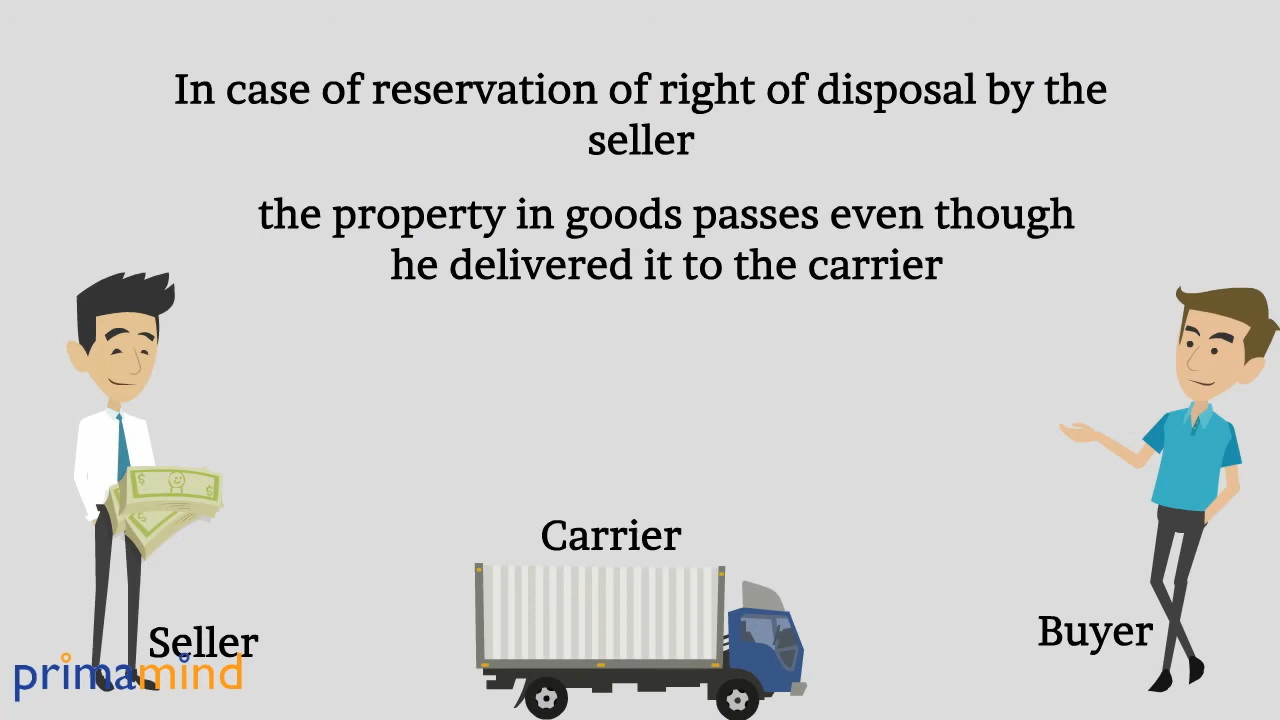 In case of reservation of right of disposal by the
seller
the property in goods passes even though
he delivered it to the carrier
Carrier
Seller
Buyer
primamind